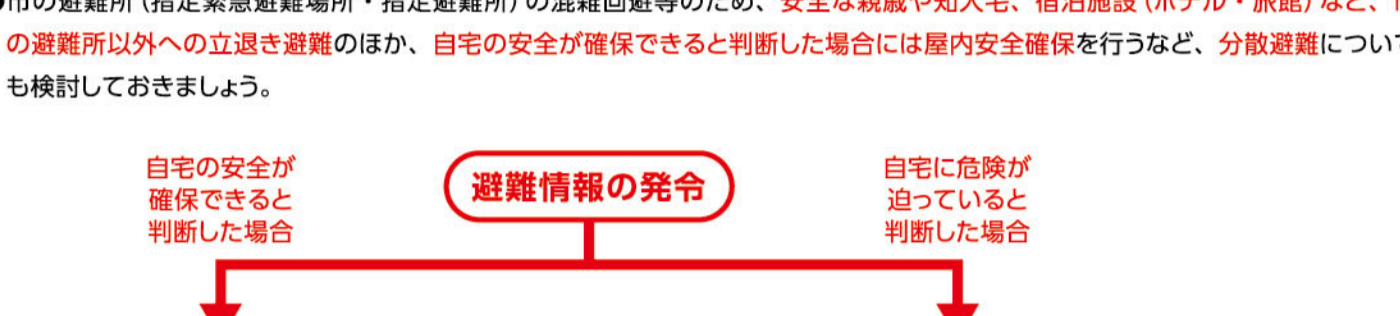 ●市の避難所（指定緊急避難場所・指定避難所）の混雑回避等のため、安全な親戚や知人宅、宿泊施設（ホテル・旅館）など、
の避難所以外への立退き避難のほか、自宅の安全が確保できると判断した場合には屋内安全確保を行うなど、分散避難について
も検討しておきましょう。
自宅の安全が
確保できると
判断した場合
避難情報の発令
自宅に危険が
迫っていると
判断した場合